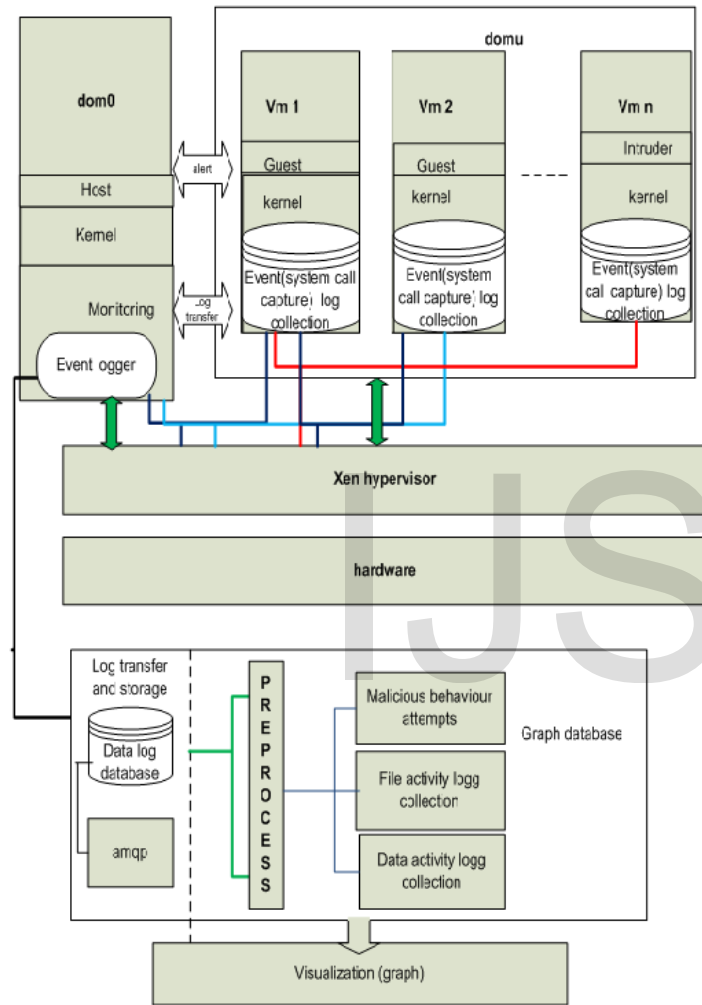 domu
dom0
Vm 1
Vm 2
Vm n
alert
Guest
Guest
Intruder
Host
kernel
kernel
kernel
Kernel
Event(system call
capture) log
collection
Event(system
call capture) log
collection
Event(system
call capture) log
collection
Monitcring
Log
transfer
Event ogger
Xen hypervisor
IJS
hardware
Log transfer
and storage
Data log
database
amqp
PREPROCESS
Malicious behaviour
attempts
File activity logg
collection
Data activity logg
collection
Graph database
Visualization (graph)